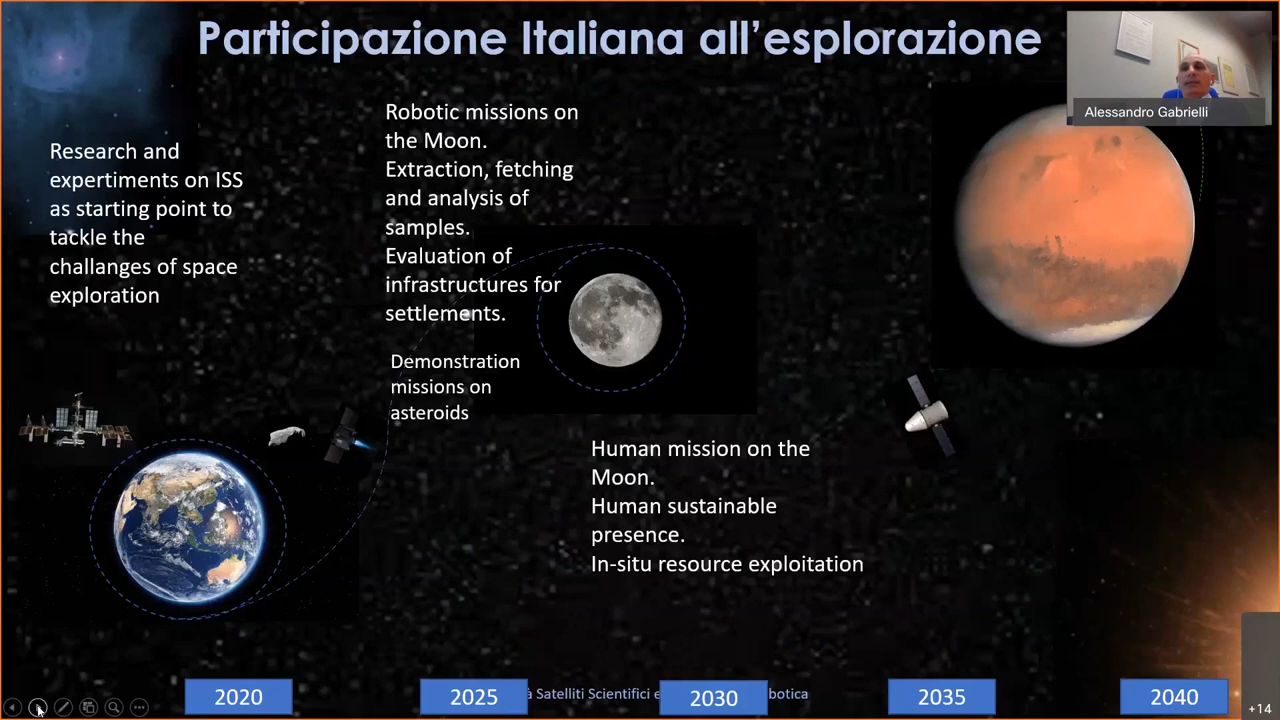 Participazione Italiana all’esplorazione
Alessandro Gabrielli
Research and
expertiments on ISS
as starting point to
tackle the
challanges of space
exploration
Robotic missions on
the Moon.
Extraction, fetching
and analysis of
samples.
Evaluation of
infrastructures for
settlements.
Demonstration
missions on
asteroids
Human mission on the
Moon.
Human sustainable
presence.
In-situ resource exploitation
2020
2025
Satelliti Scientifici
2030
2035
2040
+14